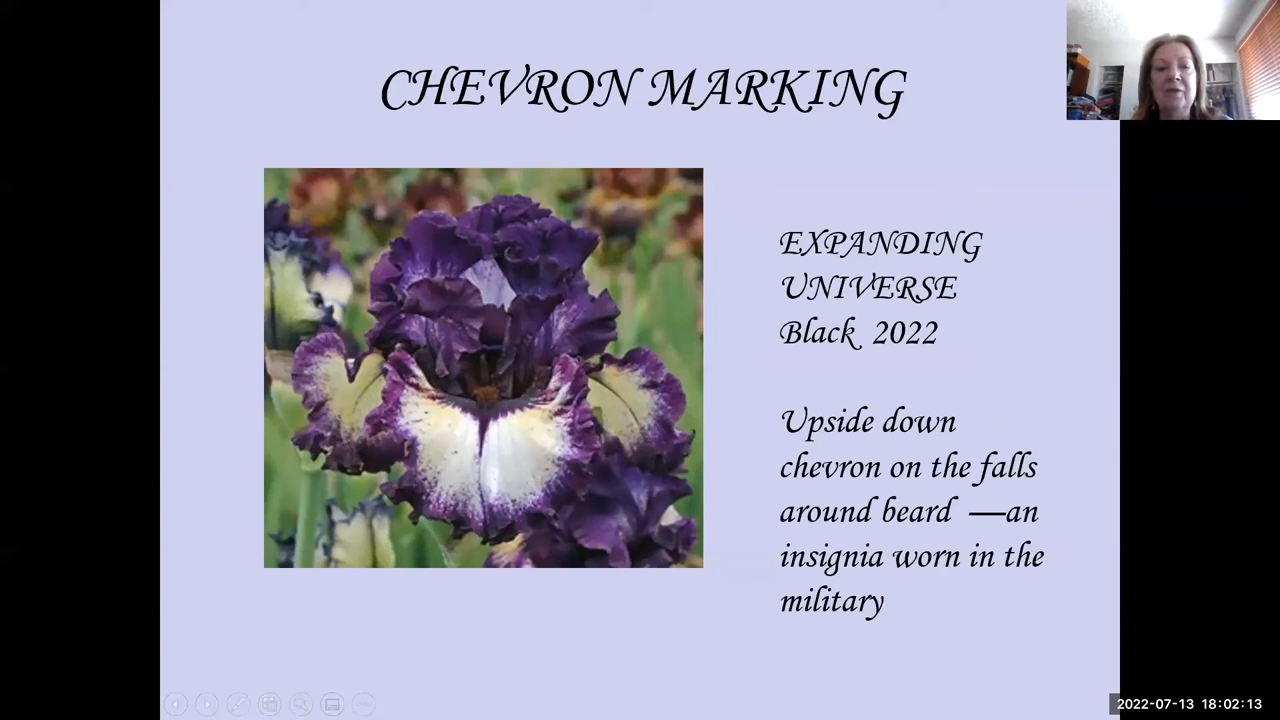 CHEVRON MARKING
EXPANDING
UNIVERSE
Black 2022
Upside down
chevron on the falls
around beard —an
insignia worn in the
military
2022-07-13 18:02:13